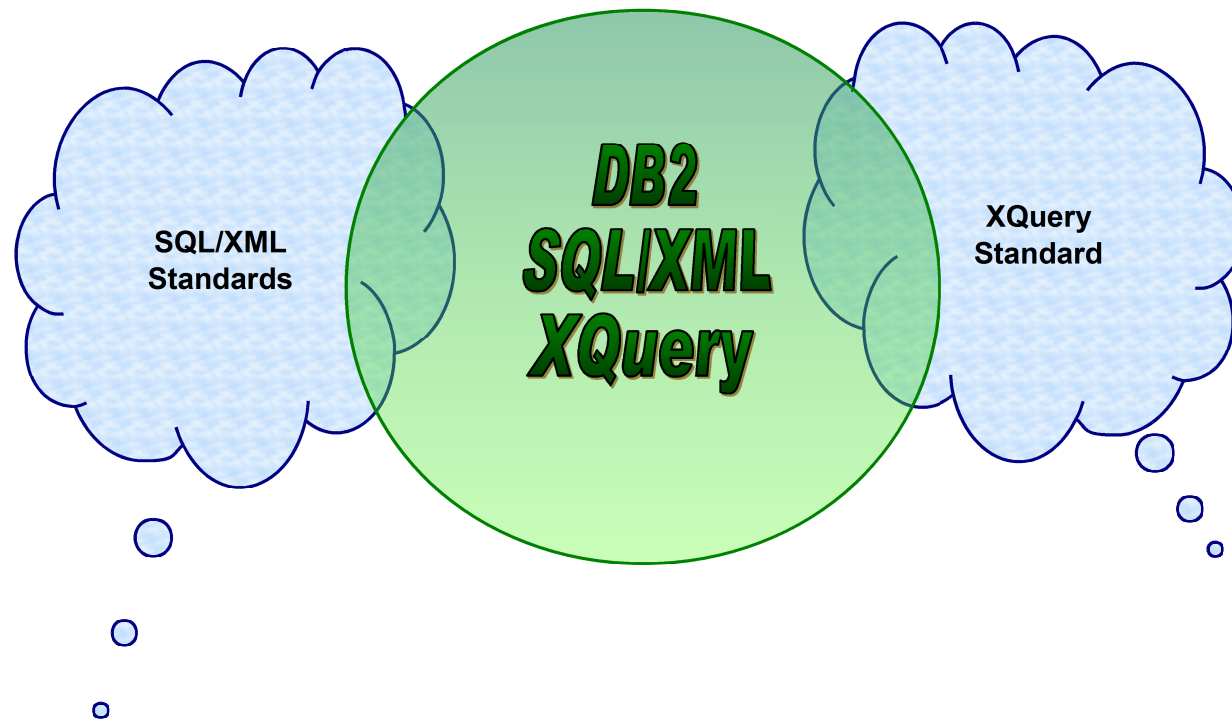 SQL/XML
Standards
DB2
SQL/XML
XQuery
XQuery
Standard